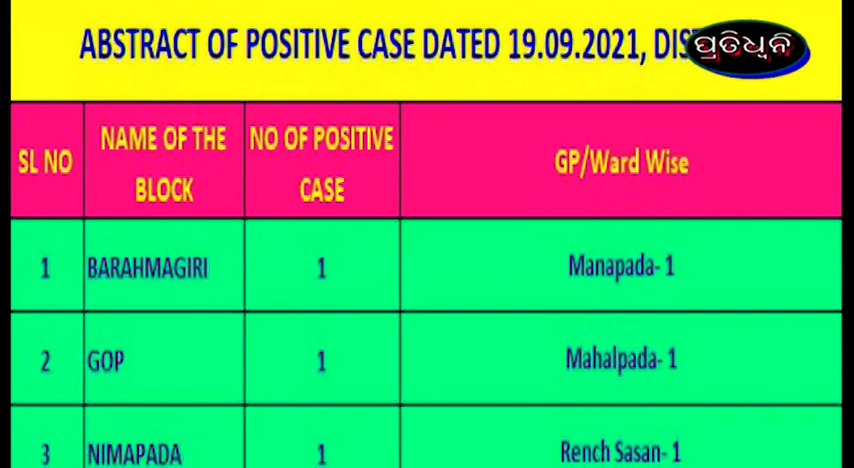 ABSTRACT OF POSITIVE CASE DATED 19.09.2021,
ପ୍ରତିଧ୍ୱନି
SL NO
NAME OF THE
BLOCK
NO OF POSITIVE
CASE
GP/Ward Wise
1 BARAHMAGIRI 1 Manapada- 1
2 GOP 1 Mahalpada- 1
3 NIMAPADA 1 Rench Sasan- 1